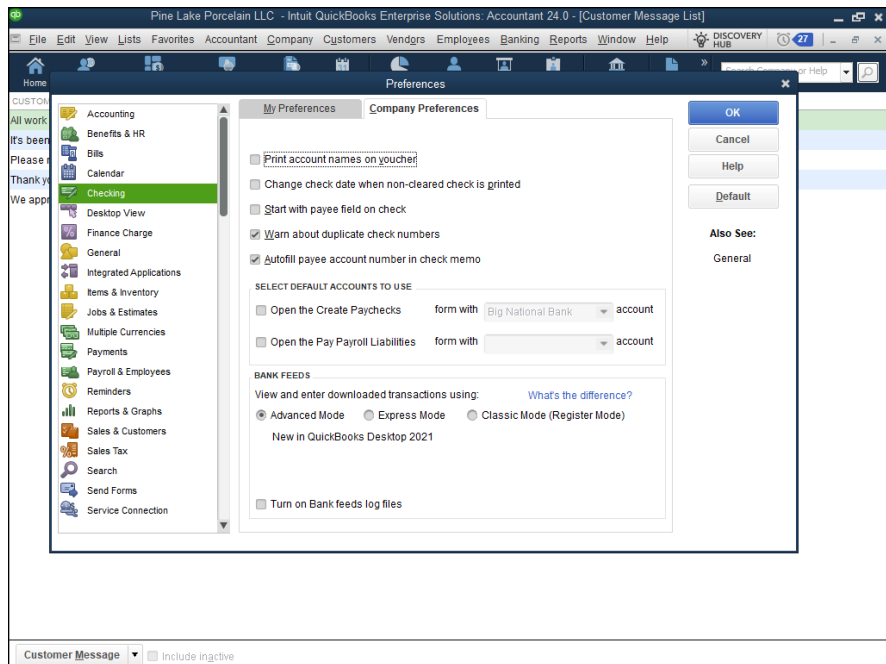 qb Pine Lake Porcelain LLC - Intuit QuickBooks Enterprise Solutions: Accountant 24.0 - [Customer Message List]
File Edit View Lists Favorites Accountant Company Customers Vendors Employees Banking Reports Window Help DISCOVERY HUB 27
Home
Preferences
CUSTOM
All work
It's been
Please r
Thank yo
We appr
Accounting
Benefits & HR
Bills
Calendar
Checking
Desktop View
Finance Charge
General
Integrated Applications
Items & Inventory
Jobs & Estimates
Multiple Currencies
Payments
Payroll & Employees
Reminders
Reports & Graphs
Sales & Customers
Sales Tax
Search
Send Forms
Service Connection
My Preferences Company Preferences
Print account names on voucher
Change check date when non-cleared check is printed
Start with payee field on check
Warn about duplicate check numbers
Autofill payee account number in check memo
SELECT DEFAULT ACCOUNTS TO USE
Open the Create Paychecks form with Big National Bank account
Open the Pay Payroll Liabilities form with account
BANK FEEDS
View and enter downloaded transactions using: What's the difference?
Advanced Mode Express Mode Classic Mode (Register Mode)
New in QuickBooks Desktop 2021
Turn on Bank feeds log files
OK
Cancel
Help
Default
Also See:
General
Customer Message Include inactive